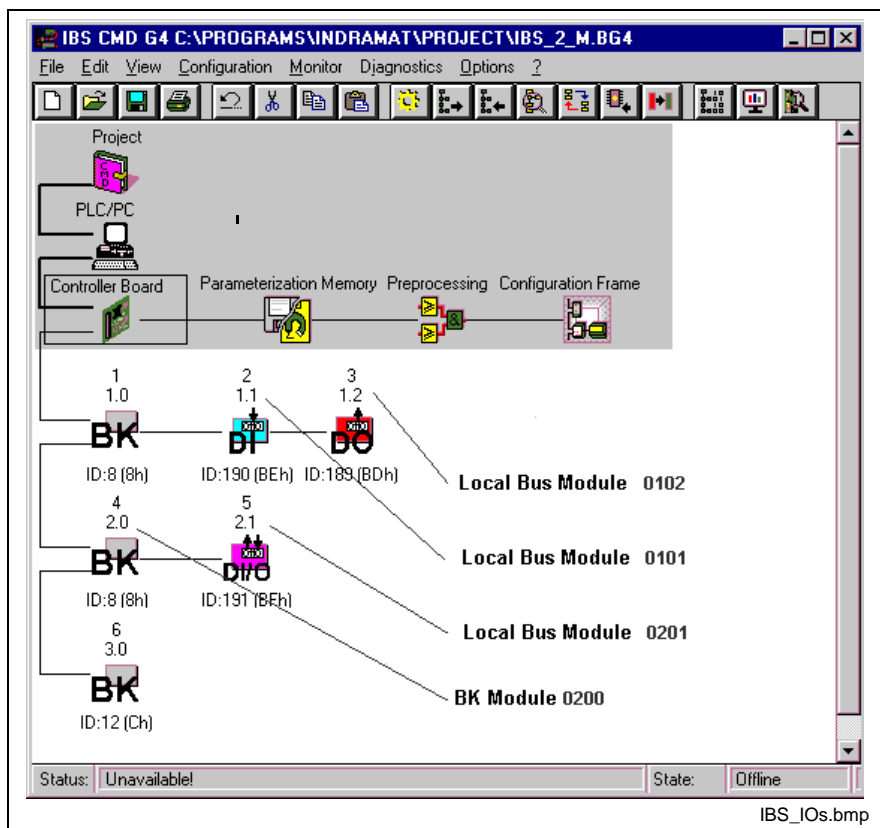 IBS CMD G4 C:\PROGRAMS\INDRAMAT\PROJECT\IBS_2_M.BG4
File Edit View Configuration Monitor Diagnostics Options ?
Project
CMD
PLC/PC
Controller Board Parameterization Memory Preprocessing Configuration Frame
≥ ≥ &
1 2 3
1.0 1.1 1.2
BK DI DO
ID:8 (8h) ID:190 (BEh) ID:189 (BDh)
Local Bus Module 0102
4 5
2.0 2.1
Local Bus Module 0101
BK DI/O
ID:8 (8h) ID:191 (BFh)
6
3.0
Local Bus Module 0201
BK
BK Module 0200
ID:12 (Ch)
Status: Unavailable! State: Offline
IBS_IOs.bmp